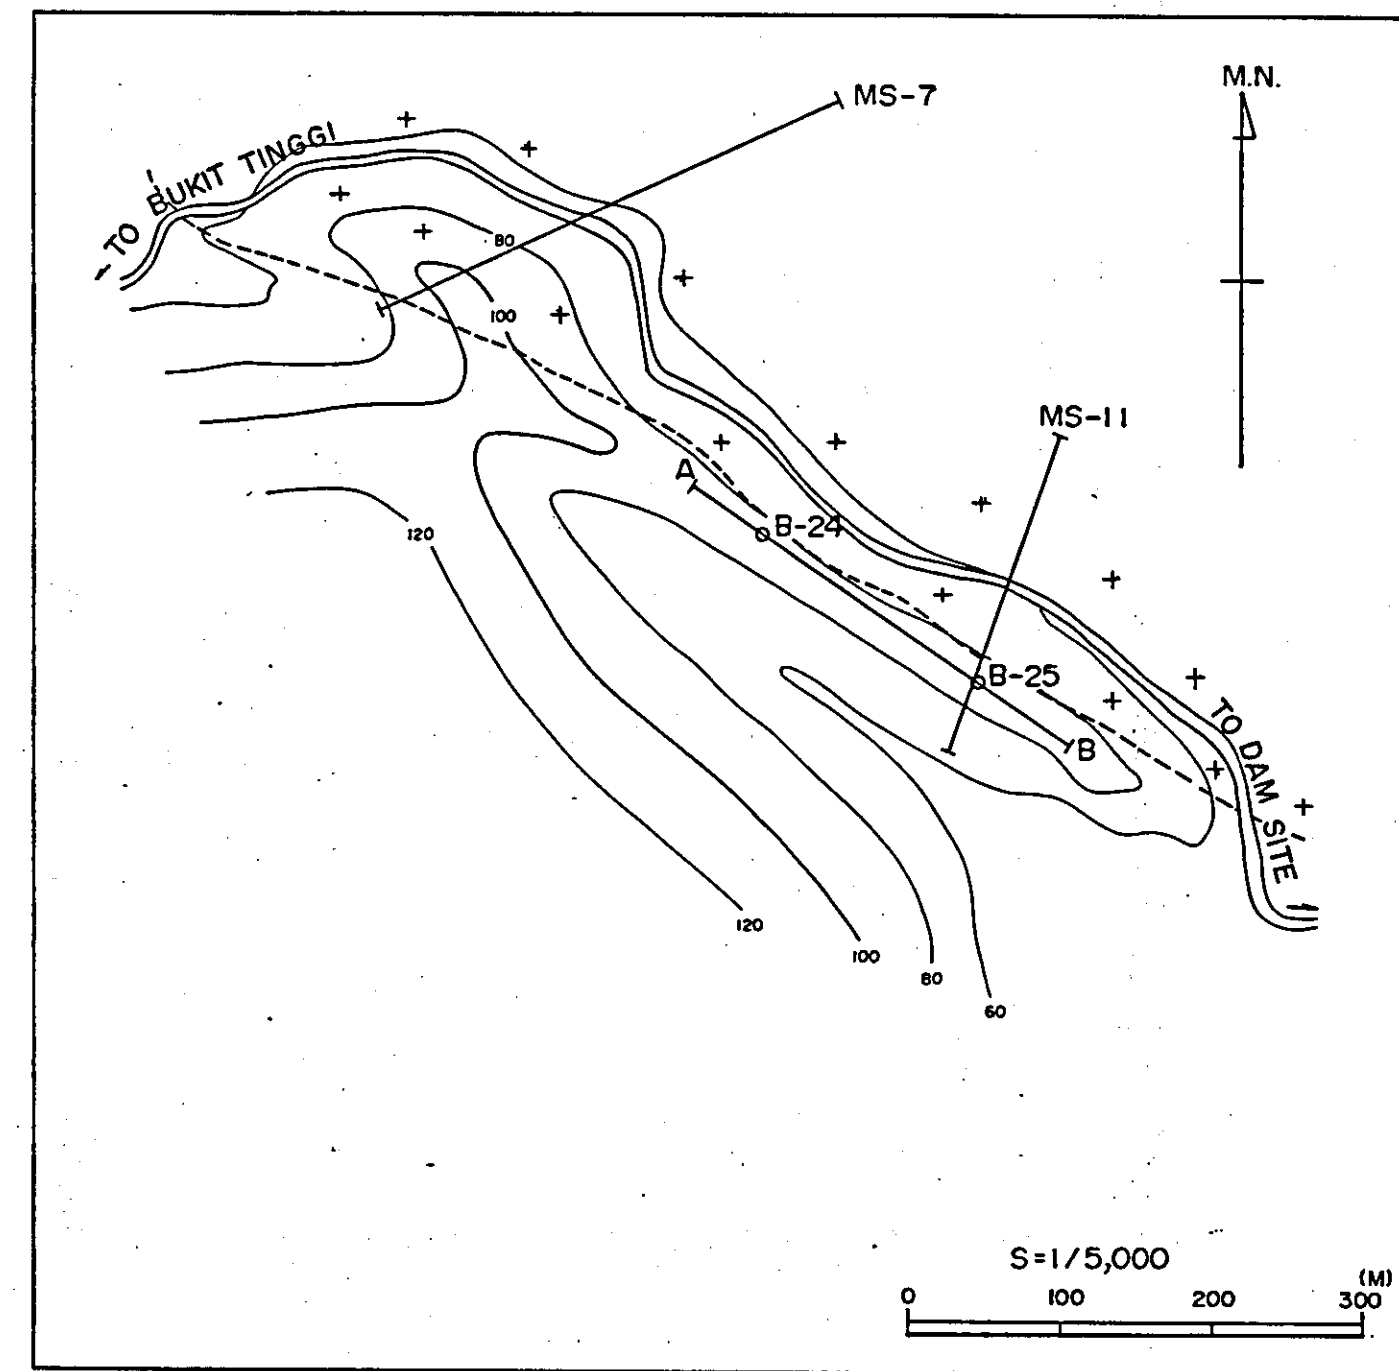 MS-7
M.N.
TO BUKIT TINGGI
80
100
MS-11
A
B-24
120
B-25
B
TO DAM SITE
120
100
80
60
S=1/5,000
(M)
0 100 200 300